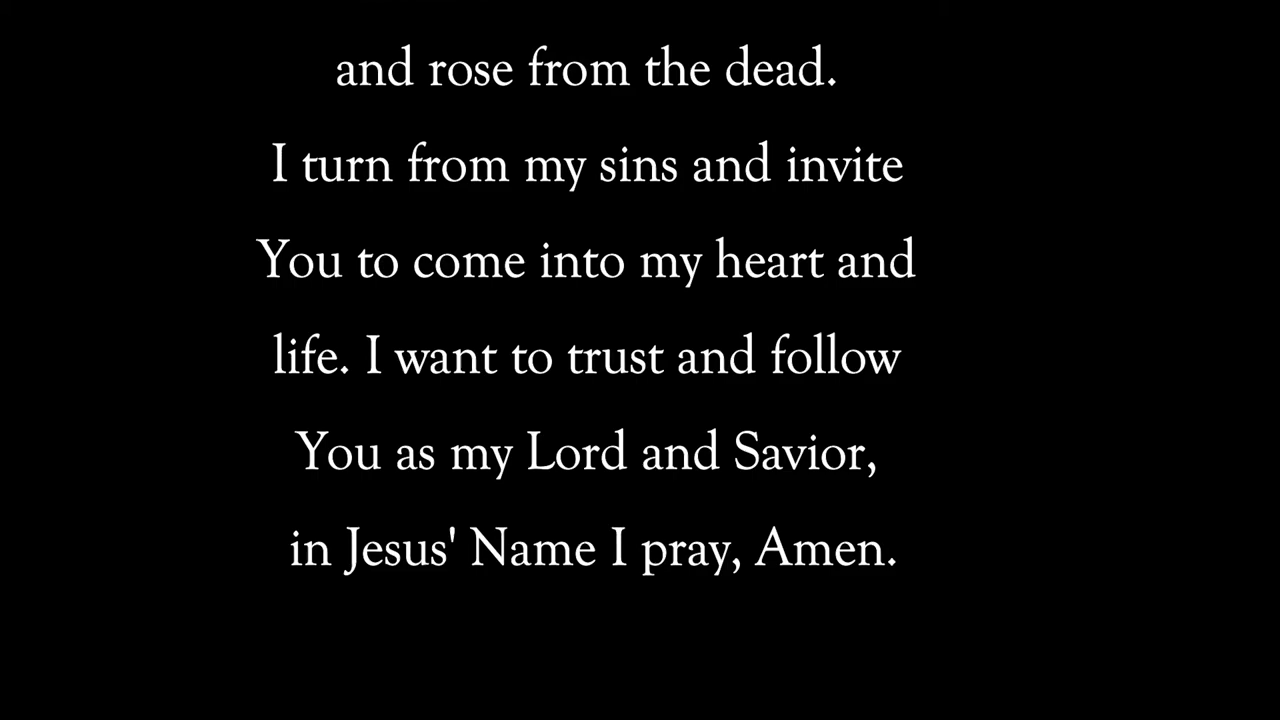 and rose from the dead.
I turn from my sins and invite
You to come into my heart and
life. I want to trust and follow
You as my Lord and Savior,
in Jesus' Name I pray, Amen.